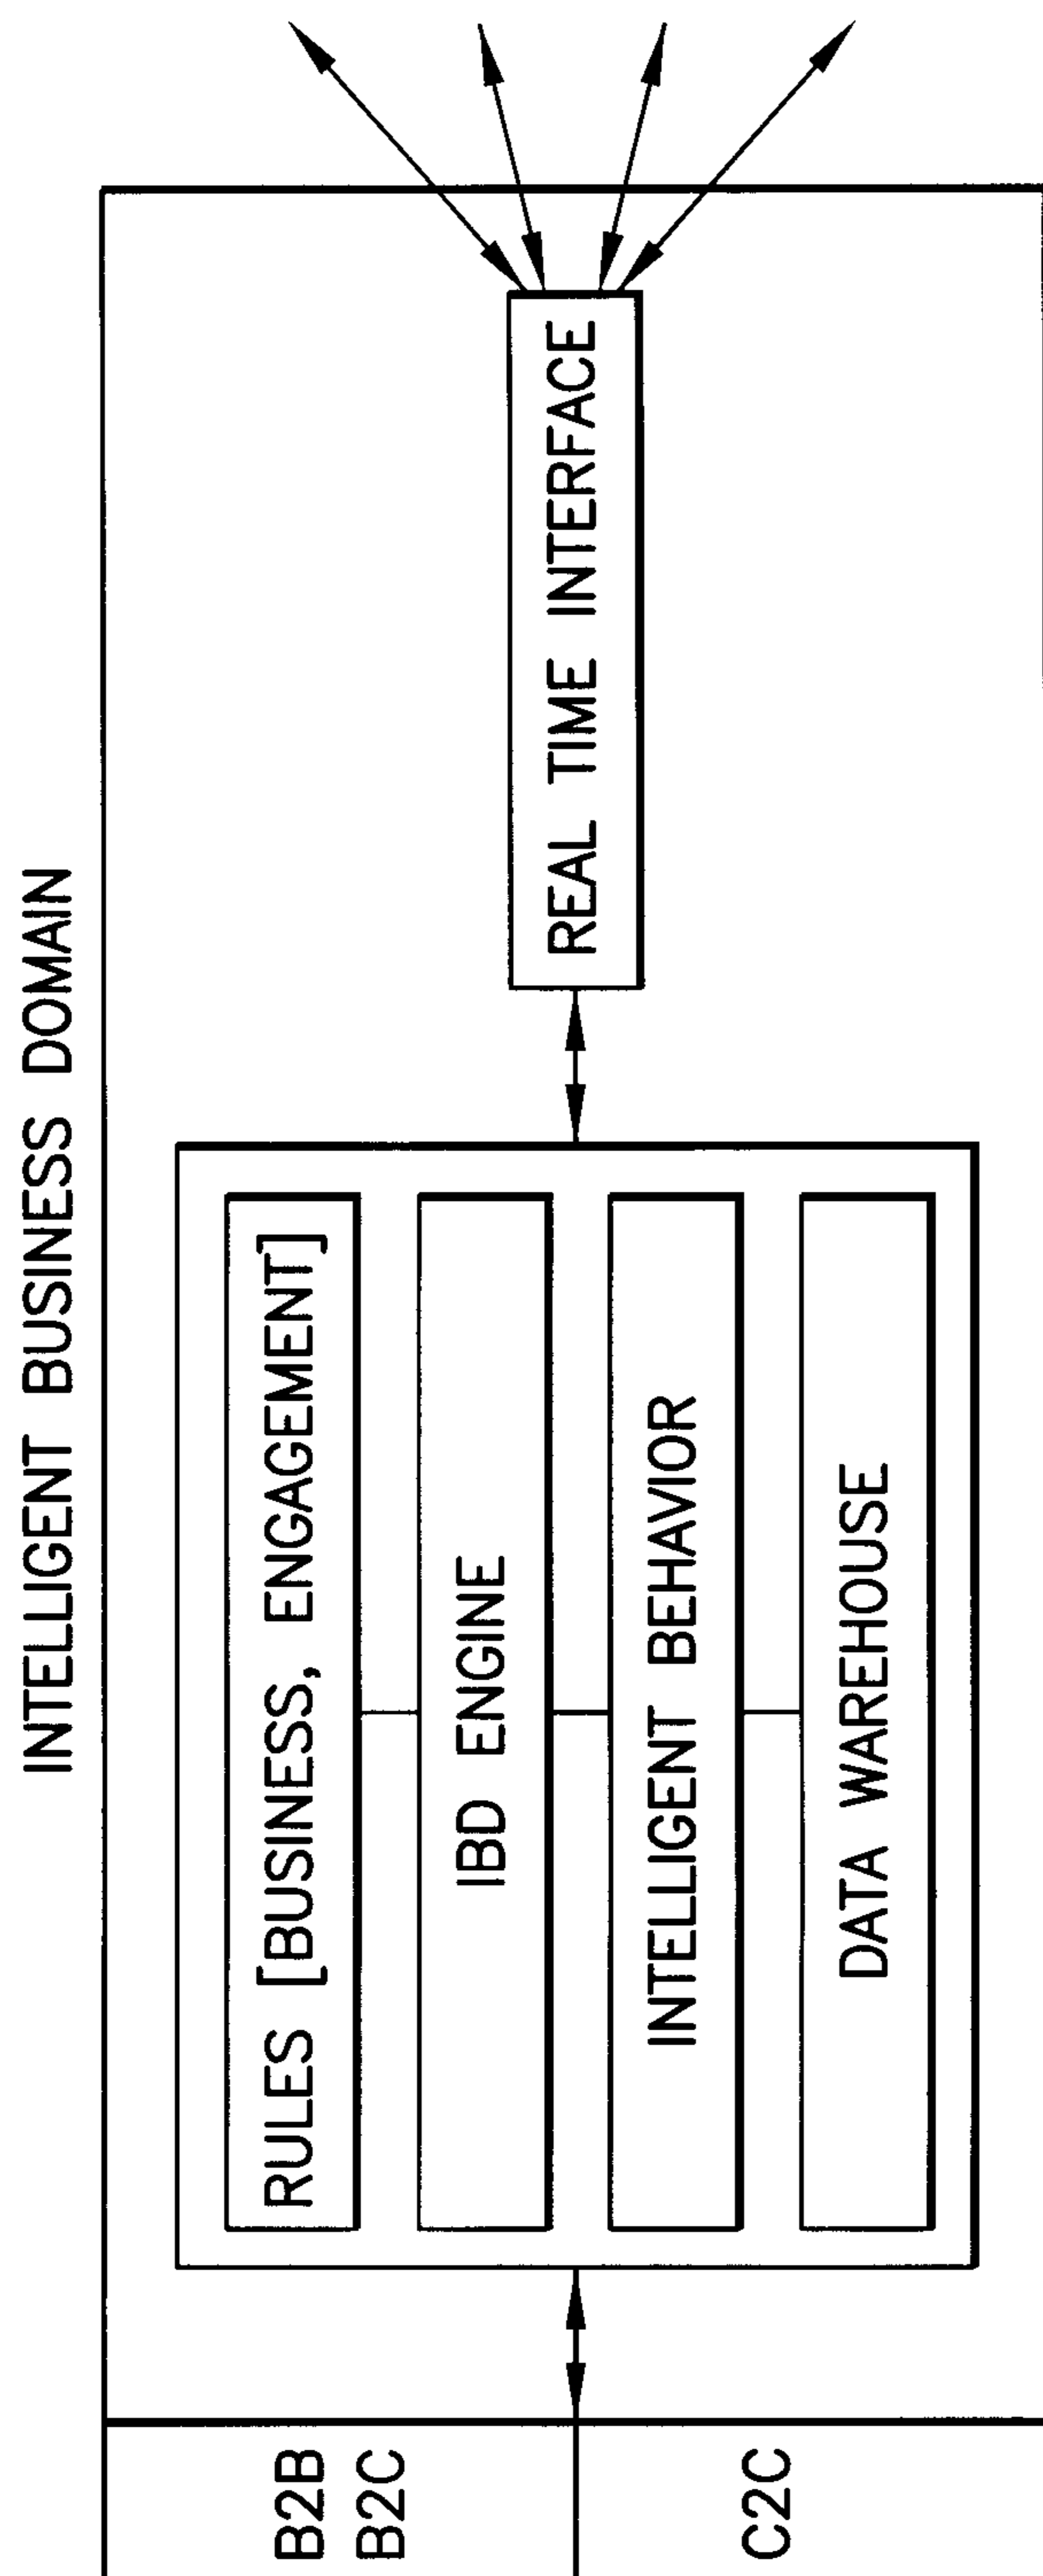 INTELLIGENT BUSINESS DOMAIN
B2B
B2C
C2C
RULES [BUSINESS, ENGAGEMENT]
IBD ENGINE
INTELLIGENT BEHAVIOR
DATA WAREHOUSE
REAL TIME INTERFACE